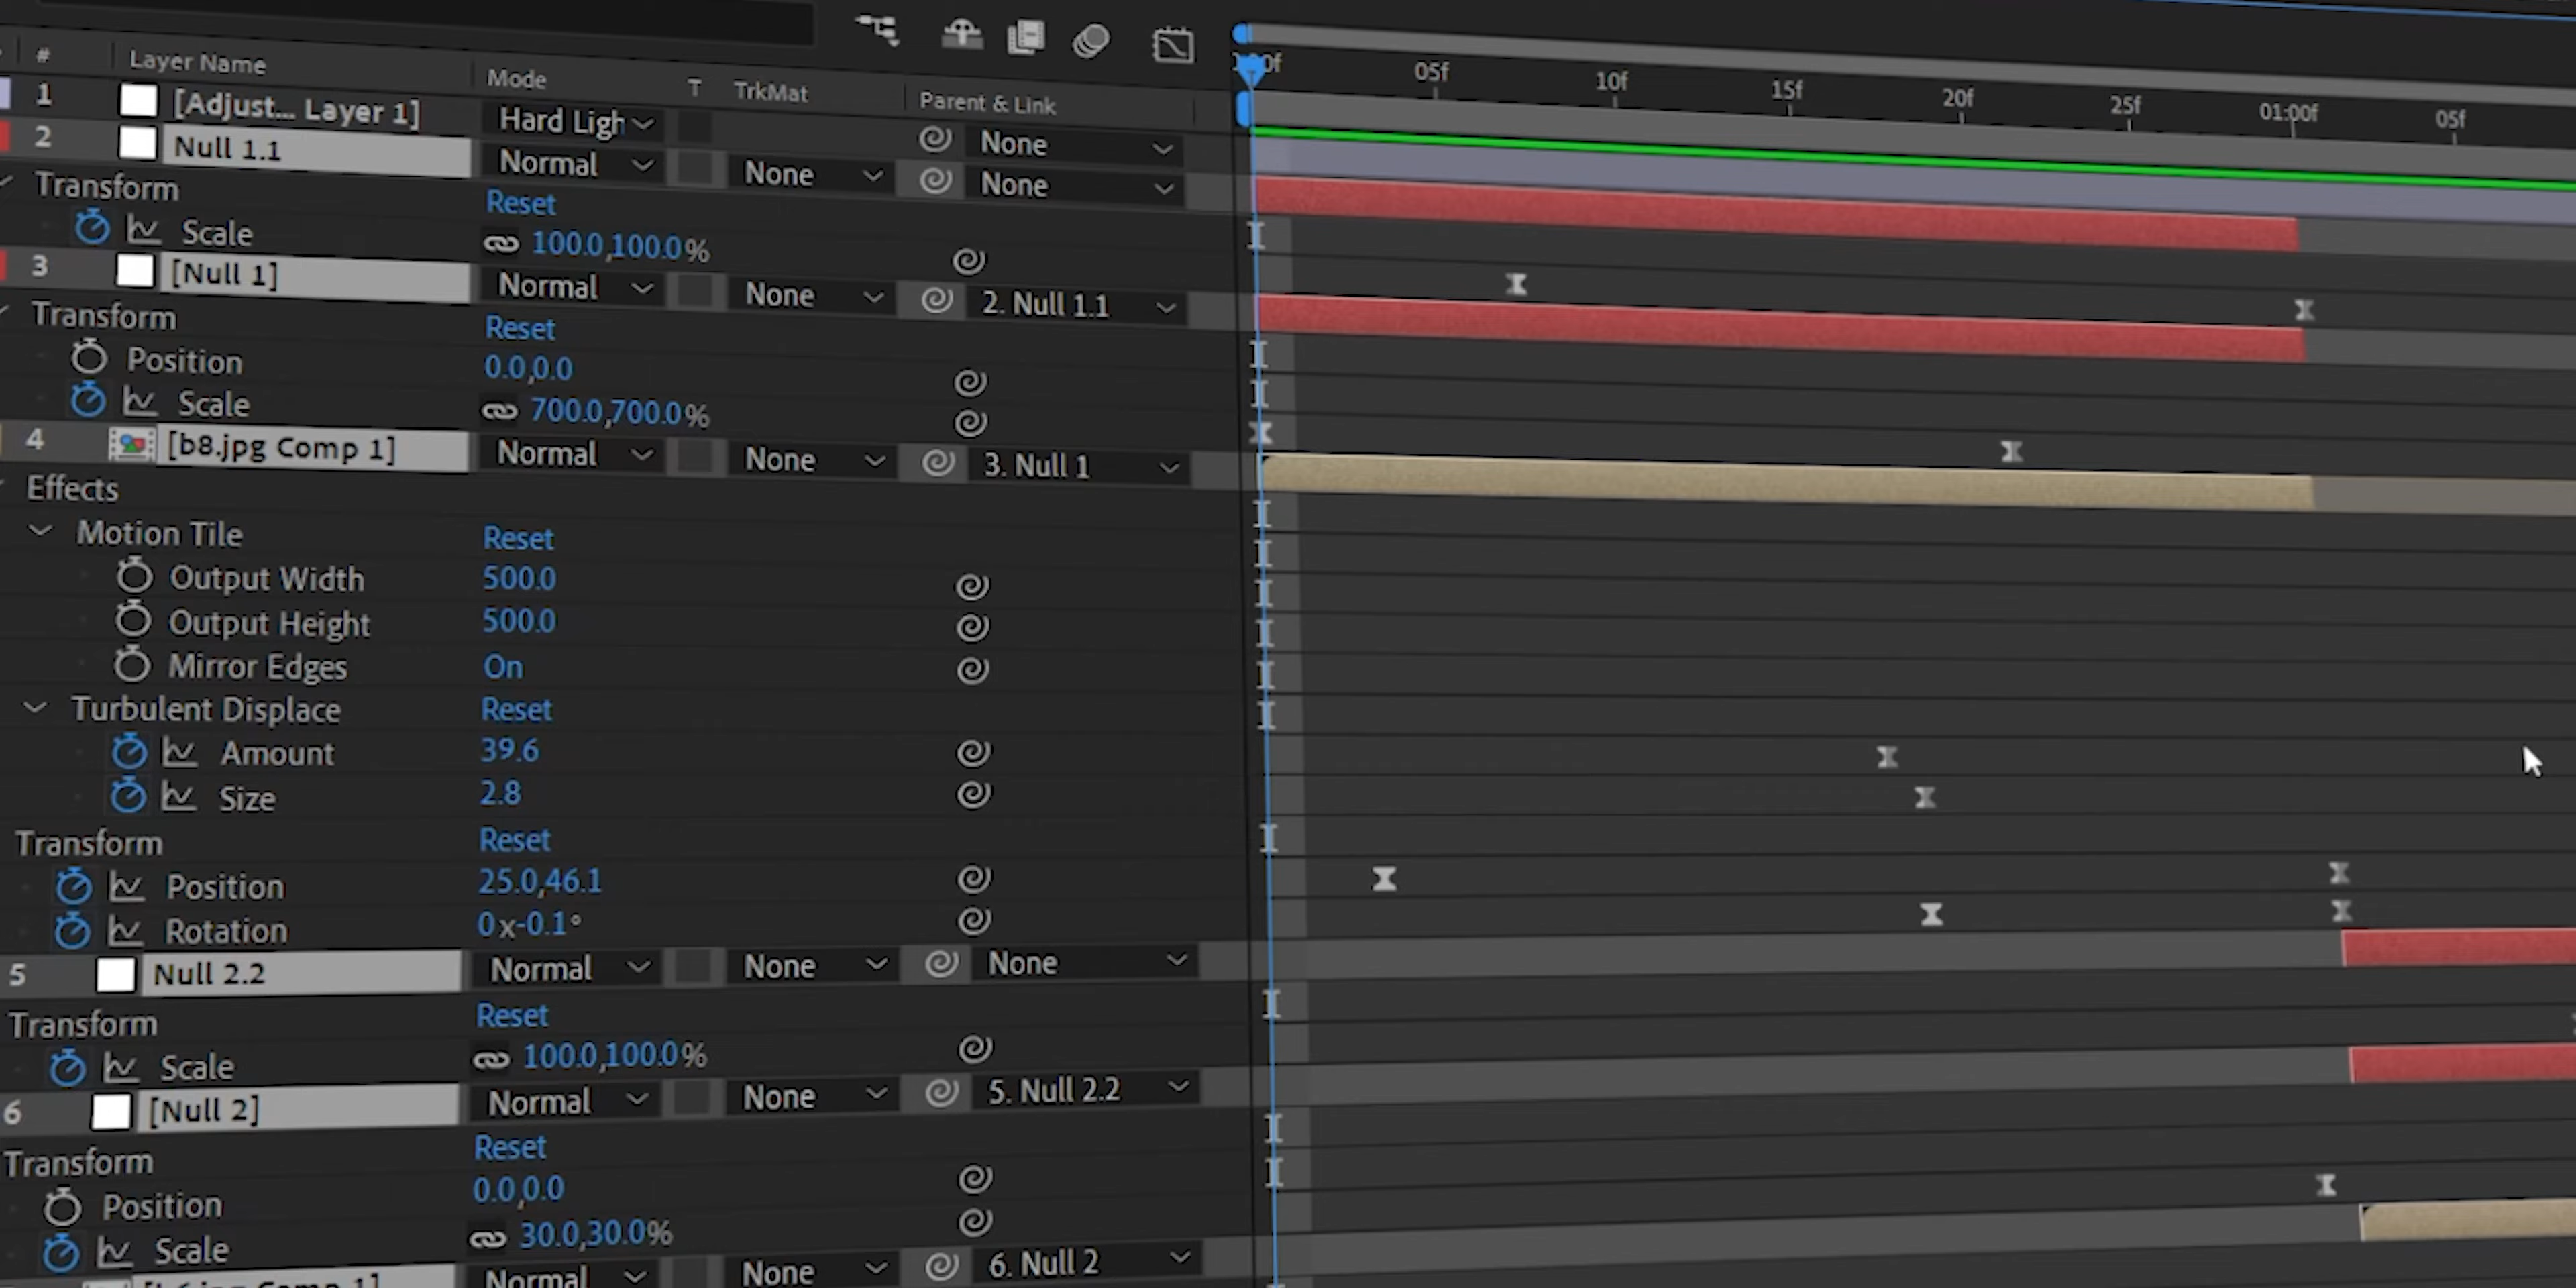 # Layer Name Mode T TrkMat Parent & Link
05f 10f 15f 20f 25f 01:00f 05f
1 [Adjust... Layer 1] Hard Ligh None
2 Null 1.1 Normal None None
Transform Reset
Scale 100.0,100.0%
3 [Null 1] Normal None 2. Null 1.1
Transform Reset
Position 0.0,0.0
Scale 700.0,700.0%
4 [b8.jpg Comp 1] Normal None 3. Null 1
Effects
Motion Tile Reset
Output Width 500.0
Output Height 500.0
Mirror Edges On
Turbulent Displace Reset
Amount 39.6
Size 2.8
Transform Reset
Position 25.0,46.1
Rotation 0x-0.1°
5 Null 2.2 Normal None None
Transform Reset
Scale 100.0,100.0%
6 [Null 2] Normal None 5. Null 2.2
Transform Reset
Position 0.0,0.0
Scale 30.0,30.0%
Normal None 6. Null 2